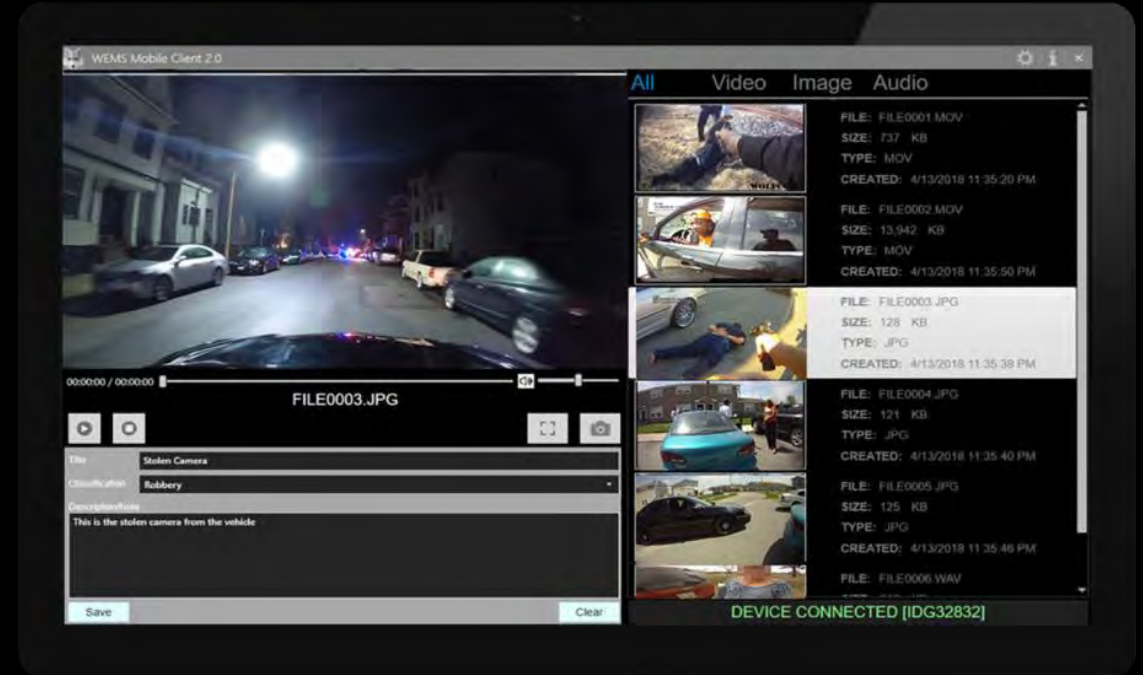 WEMS Mobile Client 2.0
All Video Image Audio
FILE: FILE0001.MOV
SIZE: 737 KB
TYPE: MOV
CREATED: 4/13/2018 11:35:20 PM
FILE: FILE0002.MOV
SIZE: 13,942 KB
TYPE: MOV
CREATED: 4/13/2018 11:35:50 PM
FILE: FILE0003.JPG
SIZE: 128 KB
TYPE: JPG
CREATED: 4/13/2018 11:35:38 PM
FILE: FILE0004.JPG
SIZE: 121 KB
TYPE: JPG
CREATED: 4/13/2018 11:35:40 PM
FILE: FILE0005.JPG
SIZE: 125 KB
TYPE: JPG
CREATED: 4/13/2018 11:35:46 PM
FILE: FILE0006.WAV
DEVICE CONNECTED [IDG32832]
00:00:00 / 00:00:00
FILE0003.JPG
Title Stolen Camera
Classification Robbery
Description/Note
This is the stolen camera from the vehicle
Save Clear